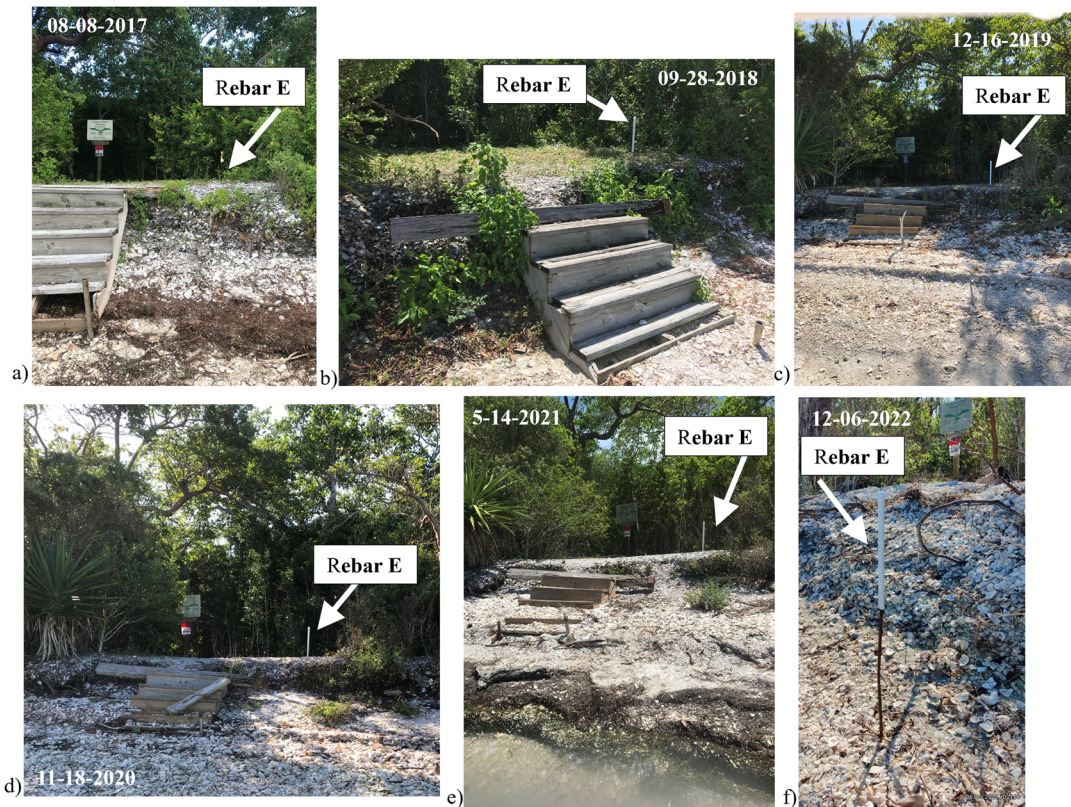 08-08-2017
Rebar E
a)
09-28-2018
Rebar E
b)
12-16-2019
Rebar E
c)
11-18-2020
Rebar E
d)
5-14-2021
Rebar E
e)
12-06-2022
Rebar E
f)